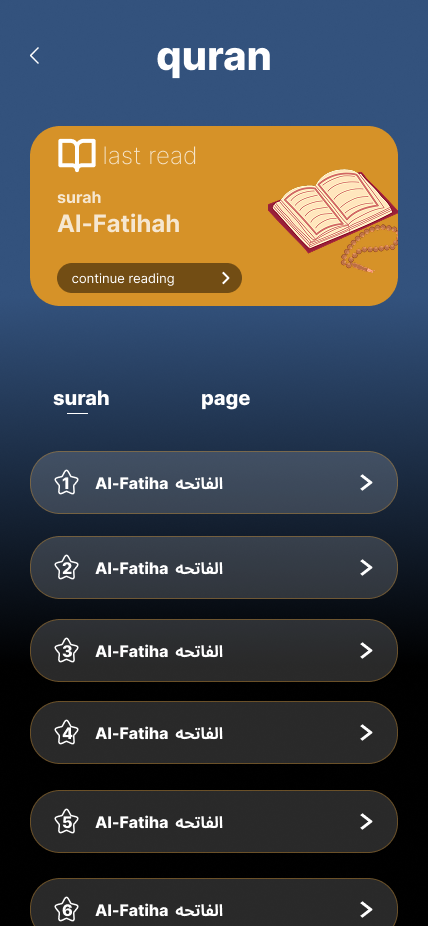 quran
last read
surah
Al-Fatihah
continue reading
surah page
1 Al-Fatiha الفاتحه
2 Al-Fatiha الفاتحه
3 Al-Fatiha الفاتحه
4 Al-Fatiha الفاتحه
5 Al-Fatiha الفاتحه
6 Al-Fatiha الفاتحه